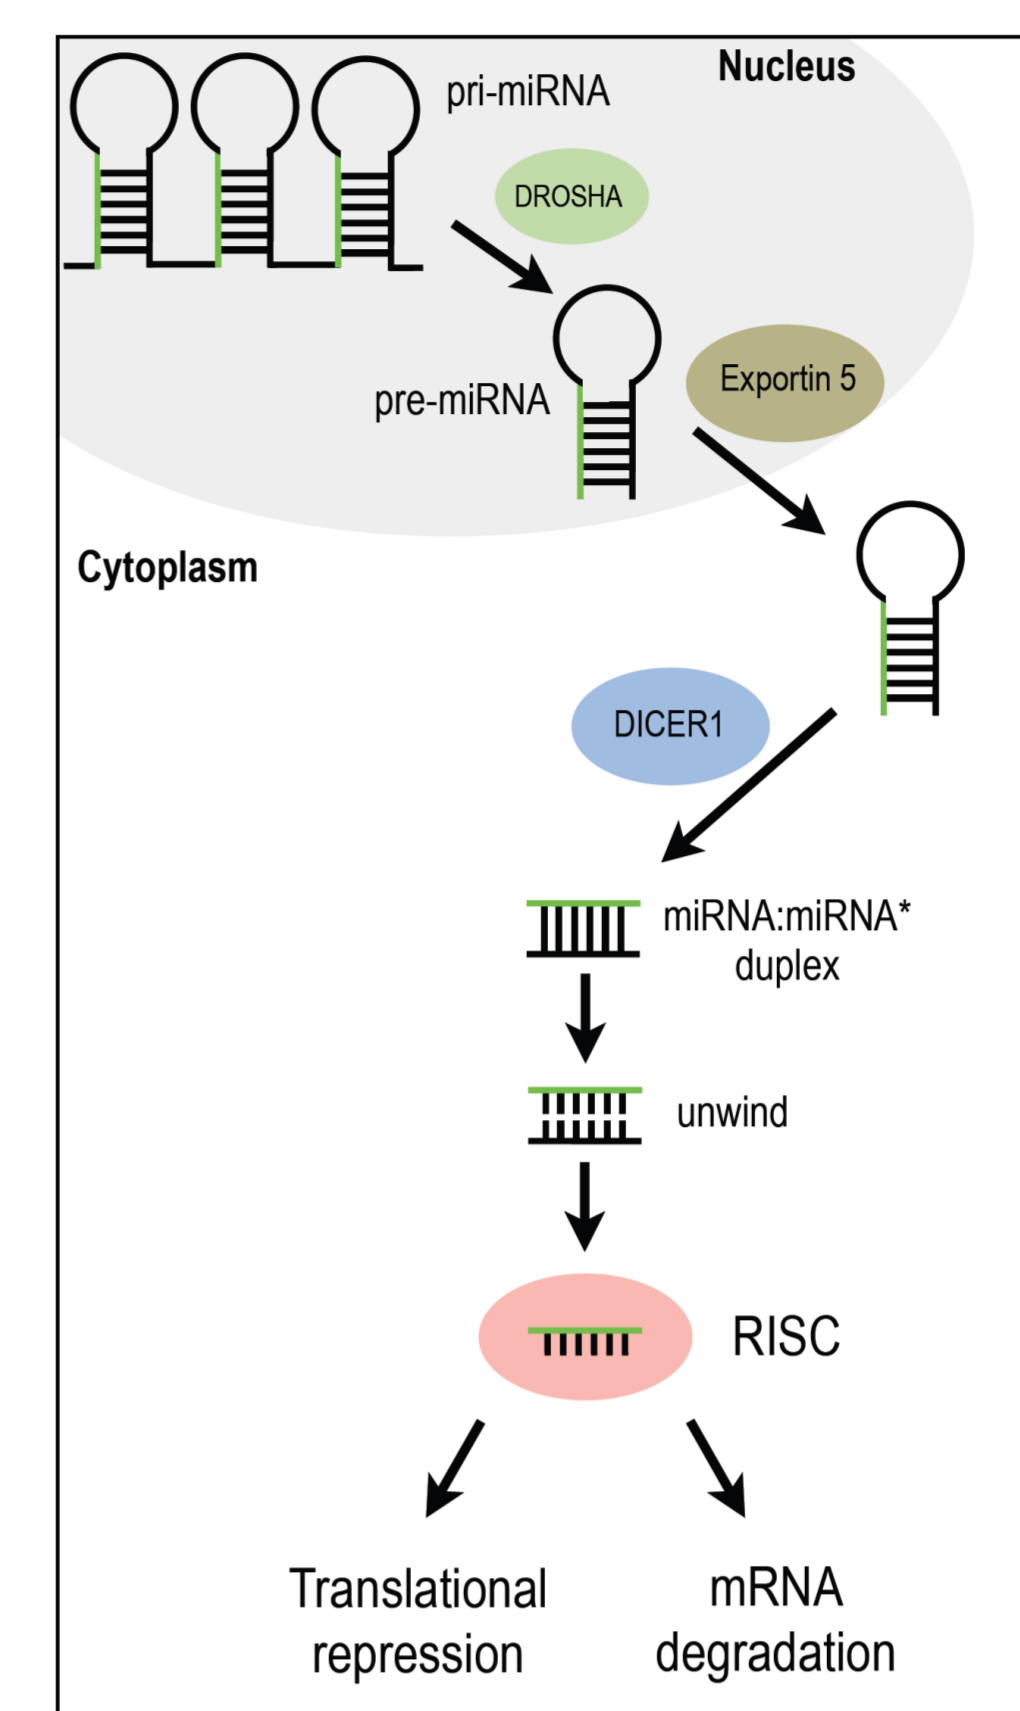 Nucleus
pri-miRNA
DROSHA
Exportin 5
pre-miRNA
Cytoplasm
DICER1
miRNA:miRNA*
duplex
unwind
RISC
Translational
repression
mRNA
degradation